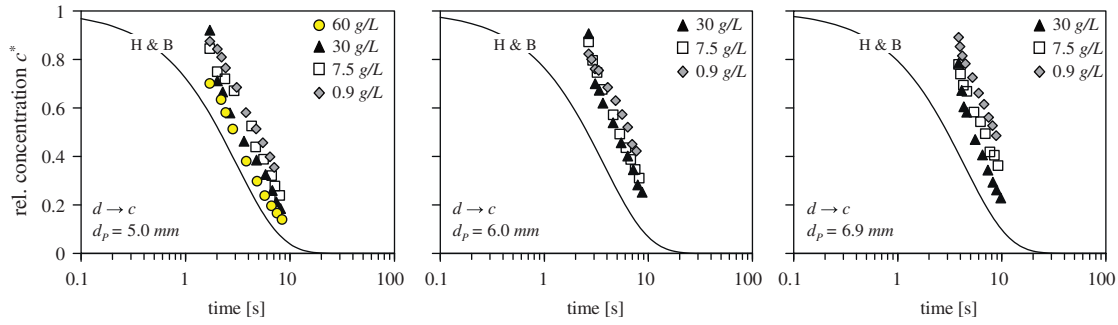 rel. concentration c*
1
0.8
0.6
0.4
0.2
0
H & B
60 g/L
30 g/L
7.5 g/L
0.9 g/L
d → c
d_P = 5.0 mm
0.1 1 10 100
time [s]
H & B
30 g/L
7.5 g/L
0.9 g/L
d → c
d_P = 6.0 mm
0.1 1 10 100
time [s]
H & B
30 g/L
7.5 g/L
0.9 g/L
d → c
d_P = 6.9 mm
0.1 1 10 100
time [s]